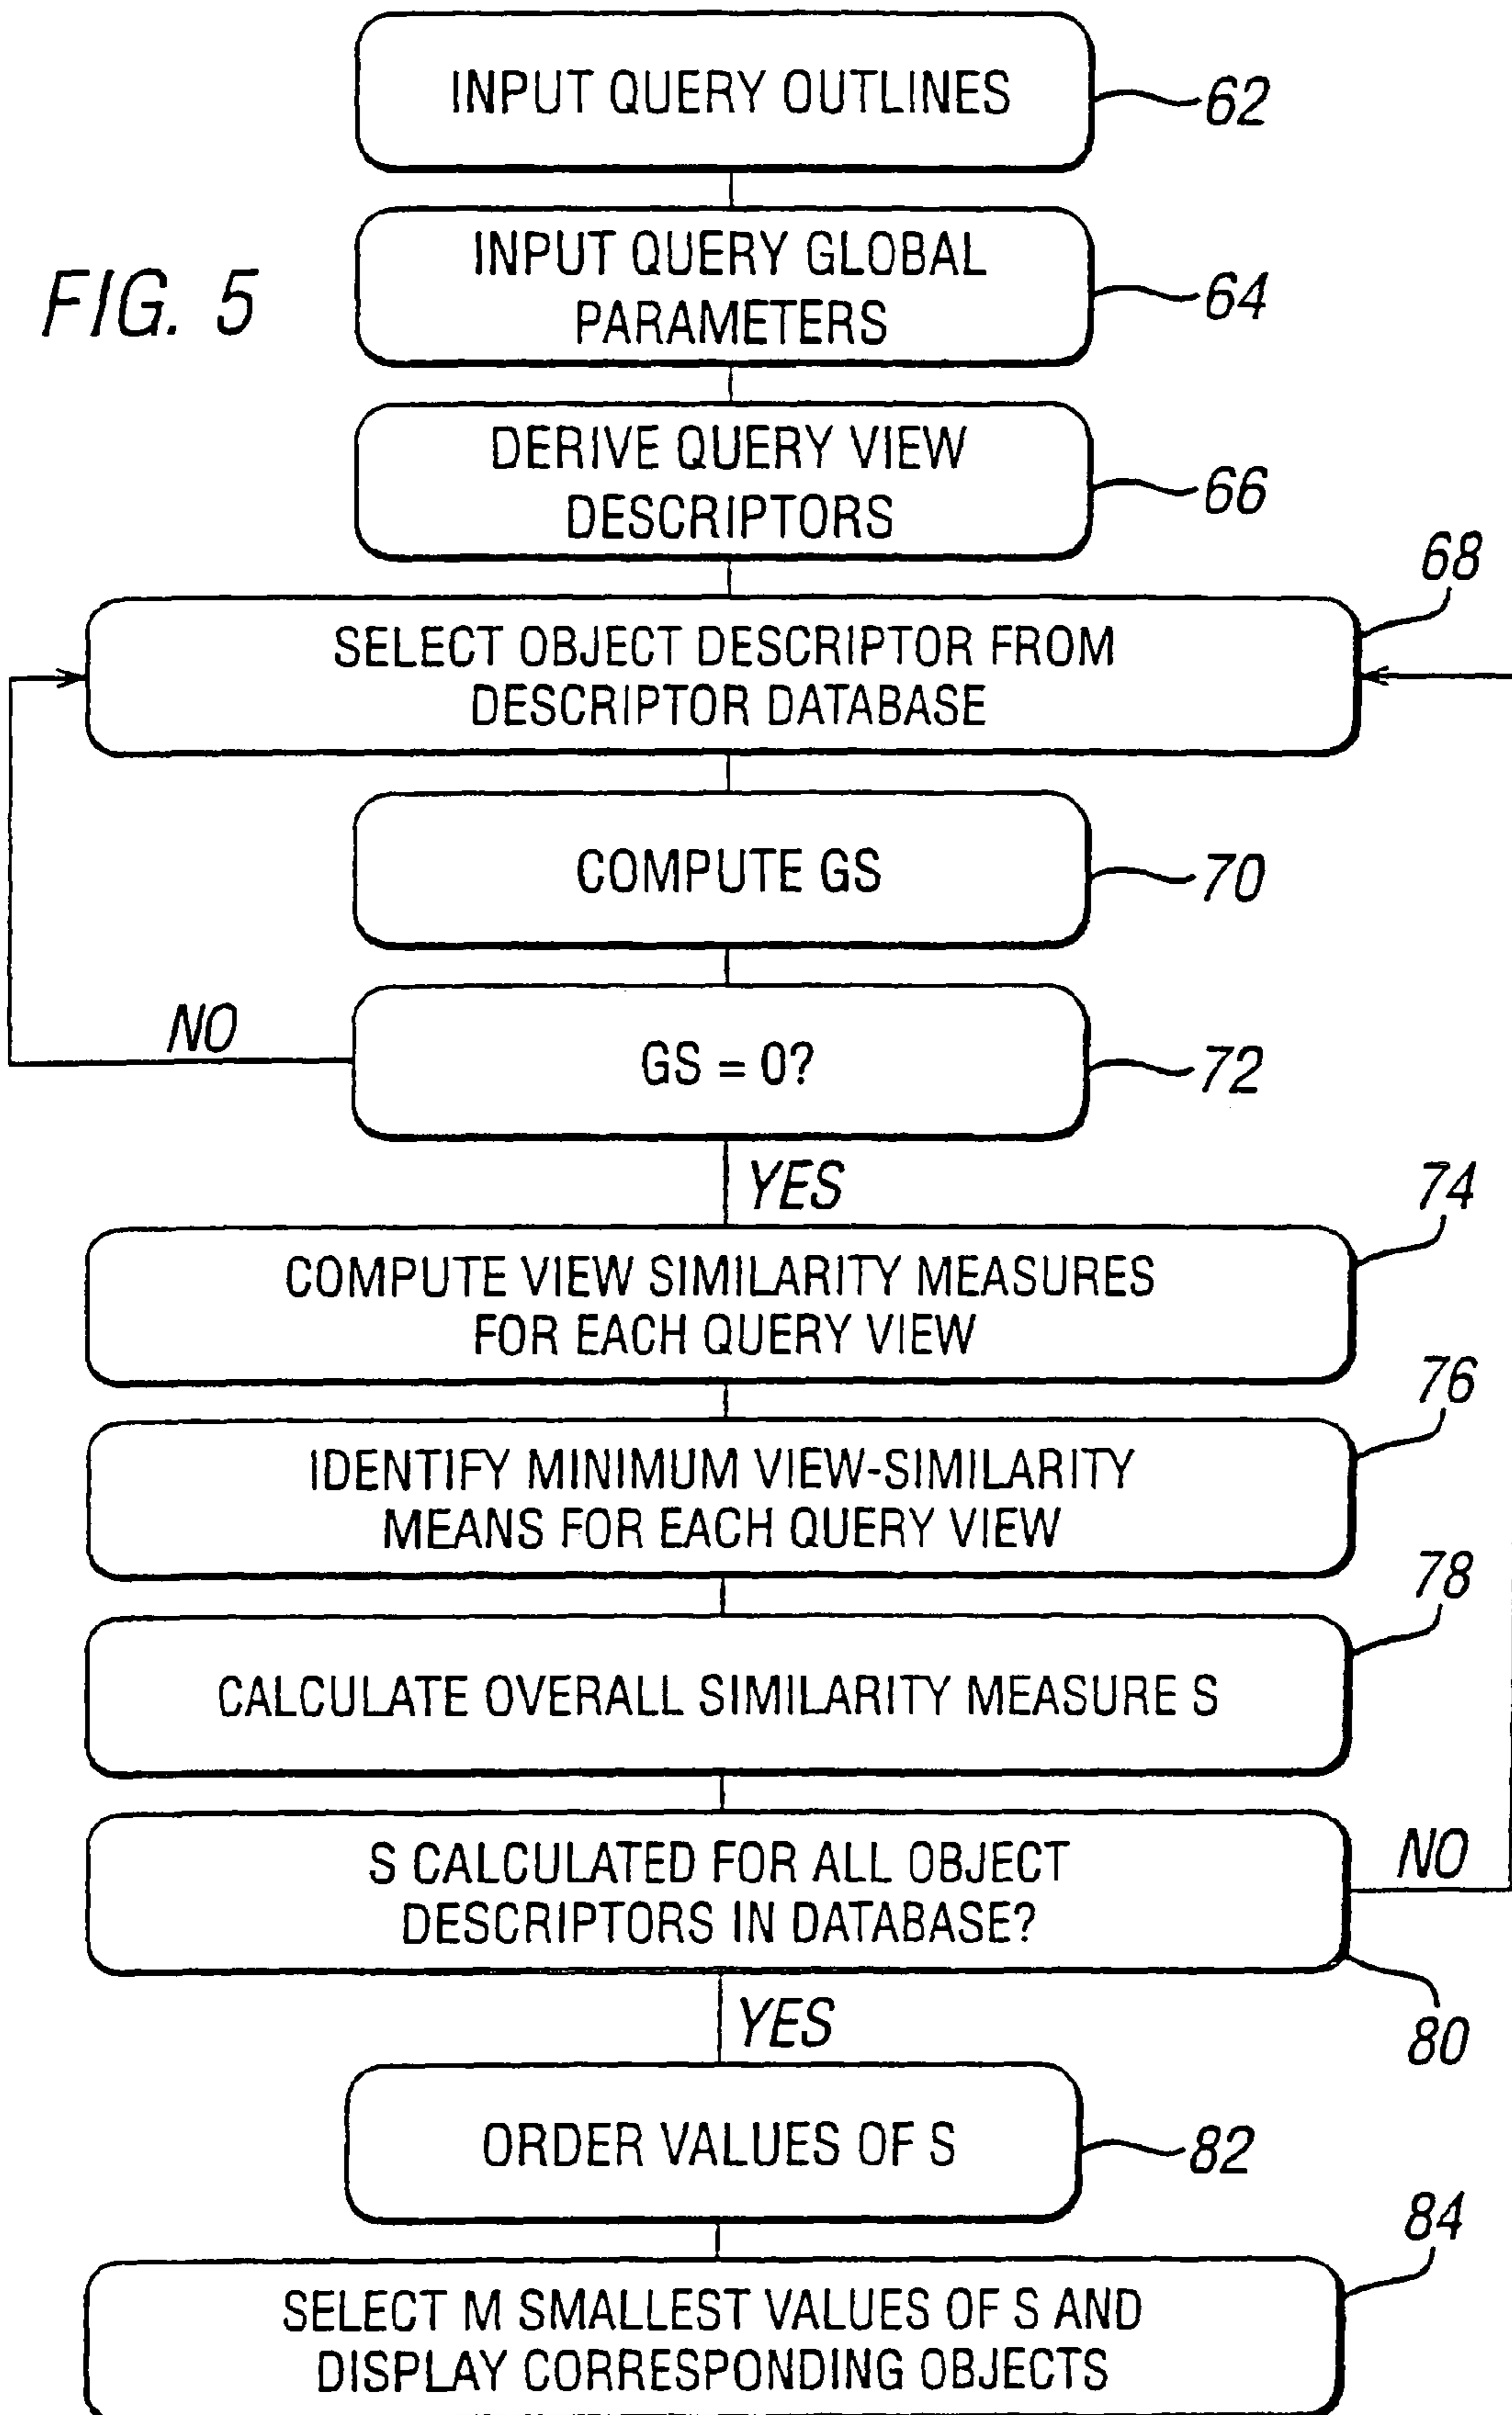 INPUT QUERY OUTLINES
62
INPUT QUERY GLOBAL
PARAMETERS
64
FIG. 5
DERIVE QUERY VIEW
DESCRIPTORS
66
68
SELECT OBJECT DESCRIPTOR FROM
DESCRIPTOR DATABASE
COMPUTE GS
70
NO
GS = 0?
72
YES
74
COMPUTE VIEW SIMILARITY MEASURES
FOR EACH QUERY VIEW
76
IDENTIFY MINIMUM VIEW-SIMILARITY
MEANS FOR EACH QUERY VIEW
78
CALCULATE OVERALL SIMILARITY MEASURE S
S CALCULATED FOR ALL OBJECT
DESCRIPTORS IN DATABASE?
NO
80
YES
ORDER VALUES OF S
82
84
SELECT M SMALLEST VALUES OF S AND
DISPLAY CORRESPONDING OBJECTS